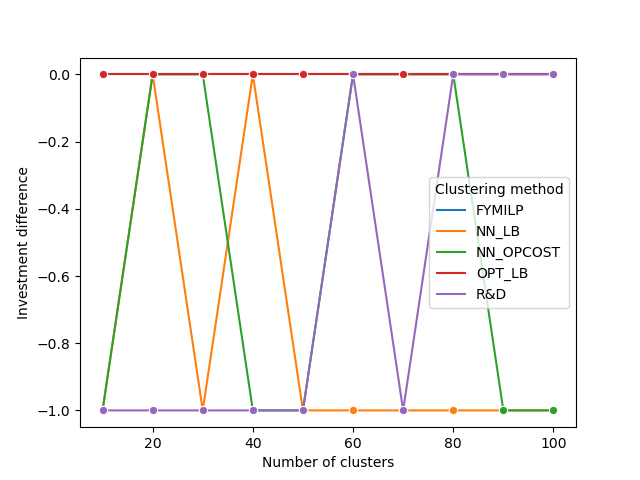 0.0
−0.2
−0.4
−0.6
−0.8
−1.0
Investment difference
20
40
60
80
100
Number of clusters
Clustering method
FYMILP
NN_LB
NN_OPCOST
OPT_LB
R&D